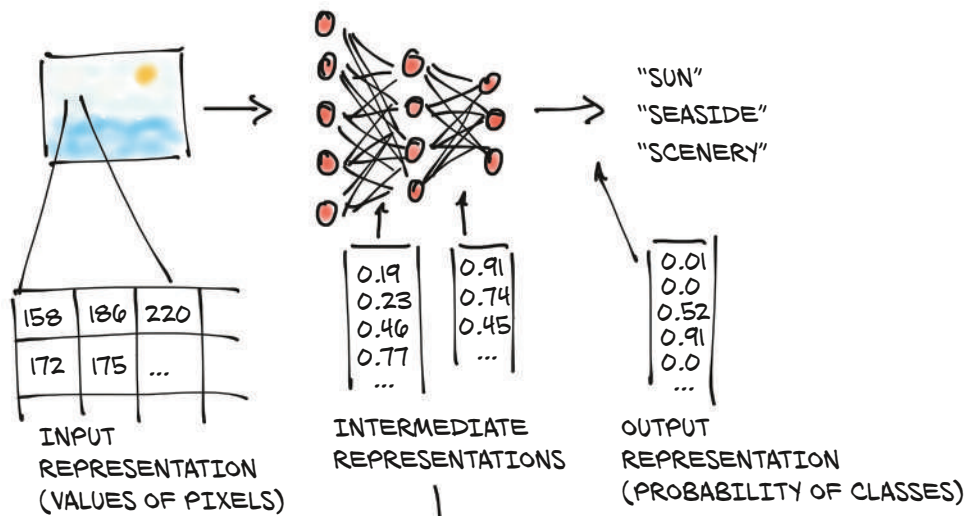 "SUN"
"SEASIDE"
"SCENERY"
158 186 220
172 175 ...
0.19
0.23
0.46
0.77
...
0.91
0.74
0.45
...
0.01
0.0
0.52
0.91
0.0
...
INPUT
REPRESENTATION
(VALUES OF PIXELS)
INTERMEDIATE
REPRESENTATIONS
OUTPUT
REPRESENTATION
(PROBABILITY OF CLASSES)